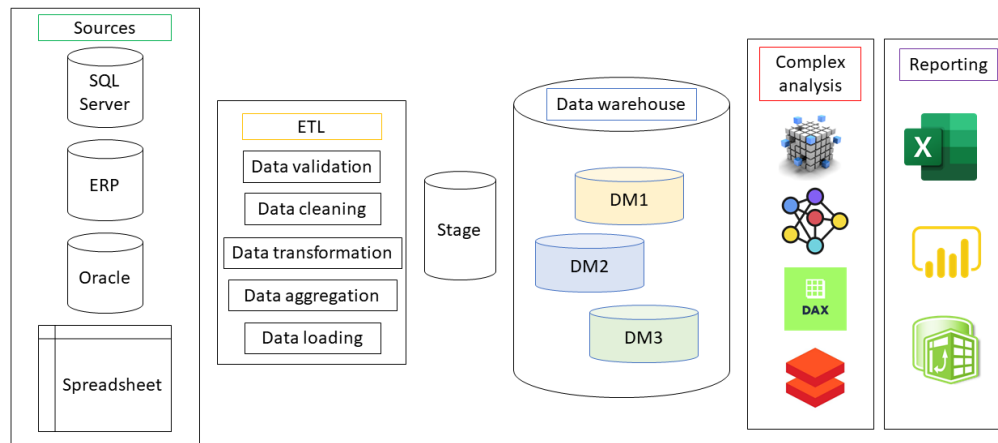 Sources
SQL
Server
ERP
Oracle
Spreadsheet
ETL
Data validation
Data cleaning
Data transformation
Data aggregation
Data loading
Stage
Data warehouse
DM1
DM2
DM3
Complex
analysis
DAX
Reporting
X